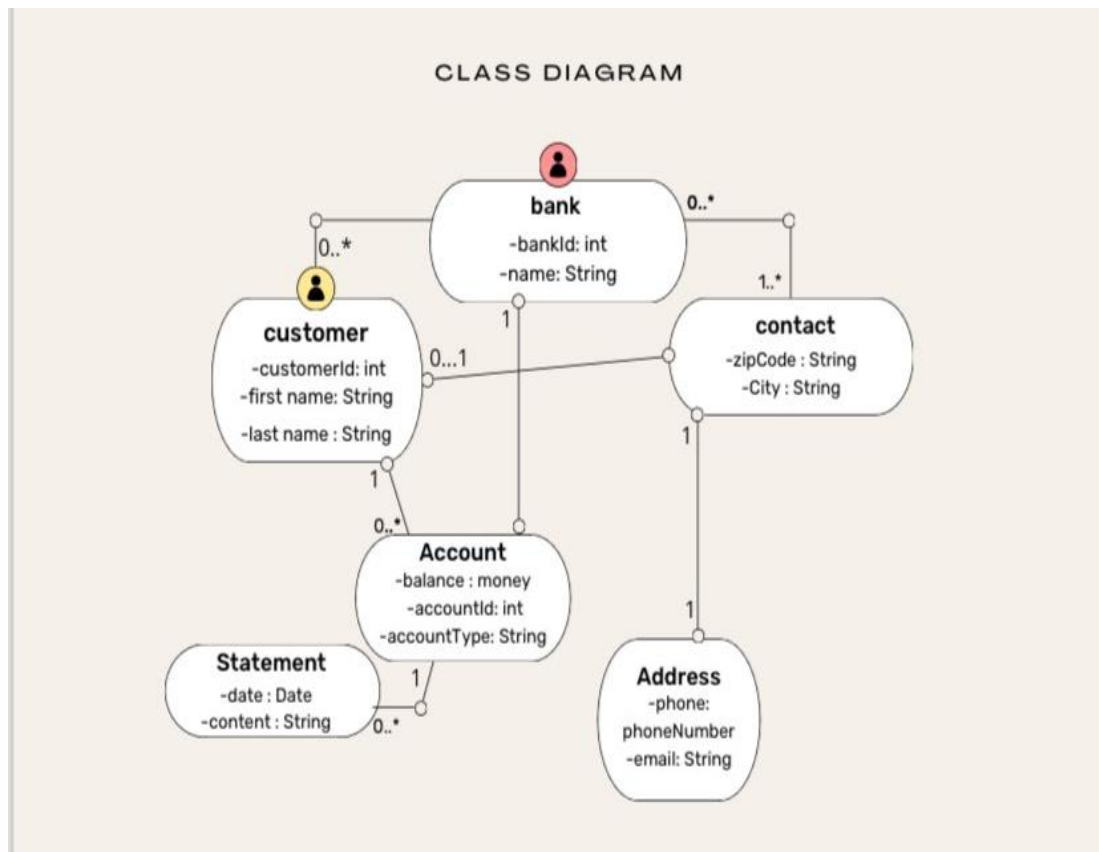 CLASS DIAGRAM
bank
-bankId: int
-name: String
0..*
1
0..*
1..*
customer
-customerId: int
-first name: String
-last name : String
0...1
contact
-zipCode : String
-City : String
1
1
0..*
Account
-balance : money
-accountId: int
-accountType: String
1
Statement
-date : Date
-content : String
0..*
1
Address
-phone:
phoneNumber
-email: String